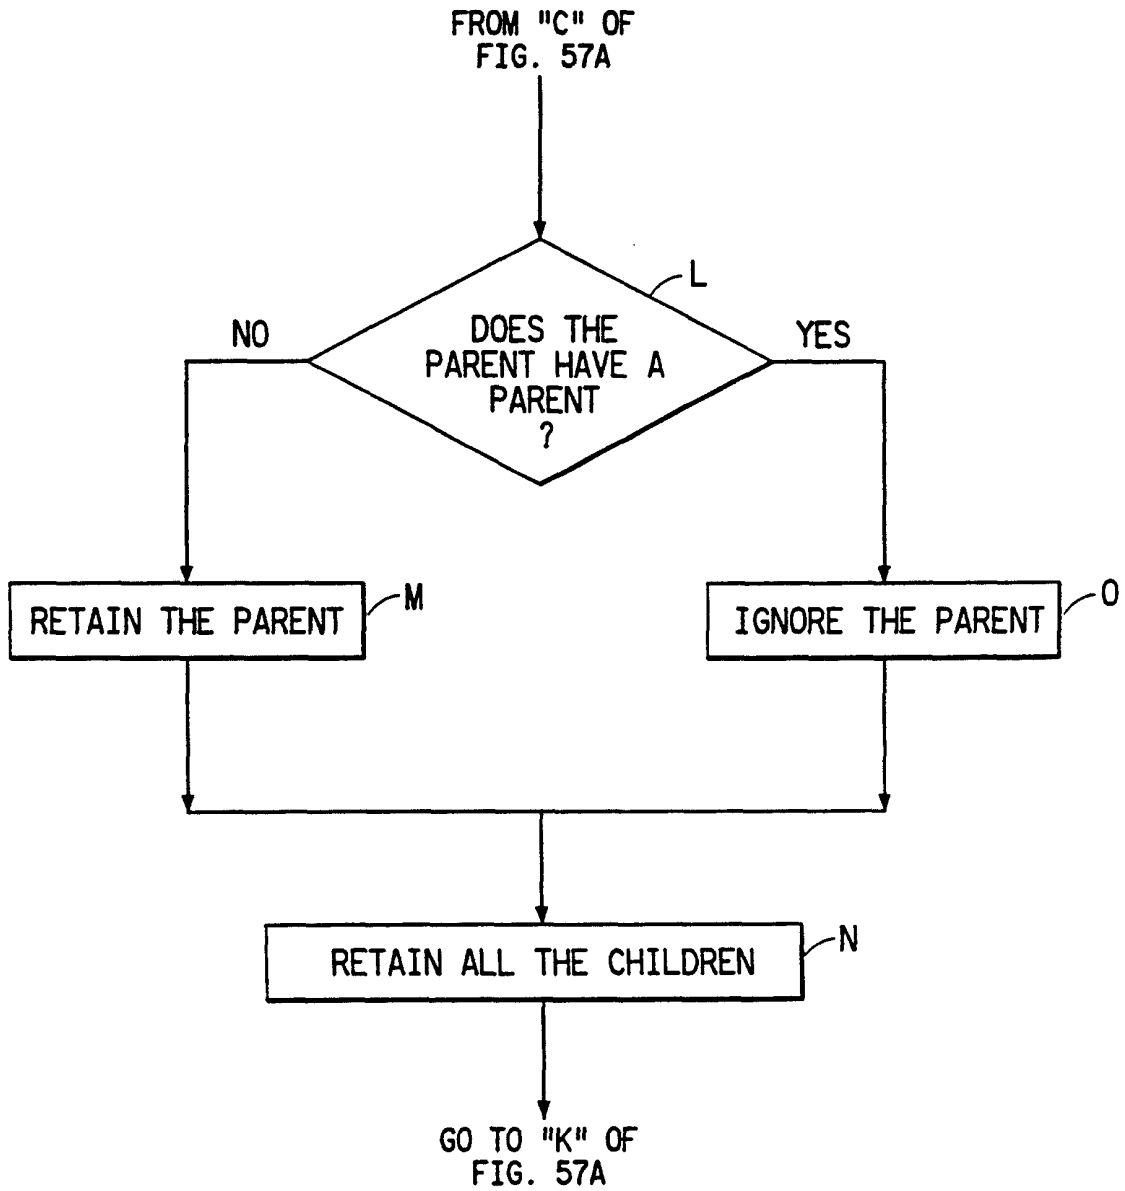 FROM "C" OF
FIG. 57A
L
DOES THE
PARENT HAVE A
PARENT
?
NO
YES
RETAIN THE PARENT
M
IGNORE THE PARENT
O
RETAIN ALL THE CHILDREN
N
GO TO "K" OF
FIG. 57A